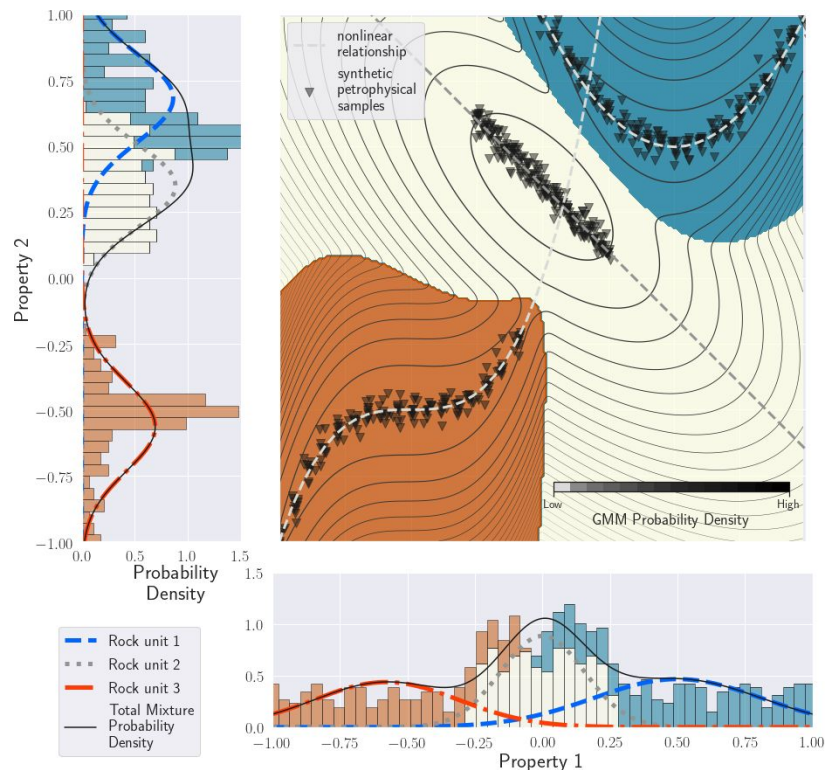 1.00
0.75
0.50
0.25
0.00
−0.25
−0.50
−0.75
−1.00
Property 2
0.0 0.5 1.0 1.5
Probability
Density
nonlinear
relationship
synthetic
petrophysical
samples
Low High
GMM Probability Density
Rock unit 1
Rock unit 2
Rock unit 3
Total Mixture
Probability
Density
1.5
1.0
0.5
0.0
−1.00 −0.75 −0.50 −0.25 0.00 0.25 0.50 0.75 1.00
Property 1